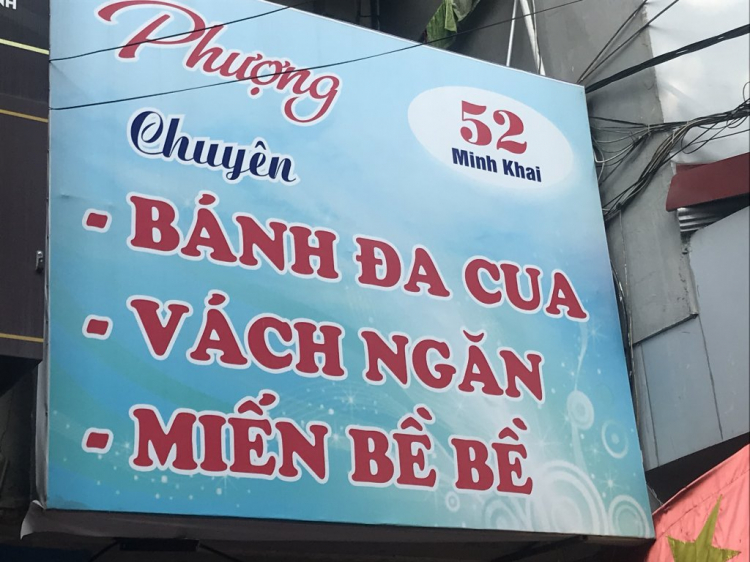 Phượng
52
Minh Khai
Chuyên
- BÁNH ĐA CUA
- VÁCH NGĂN
- MIẾN BỀ BỀ